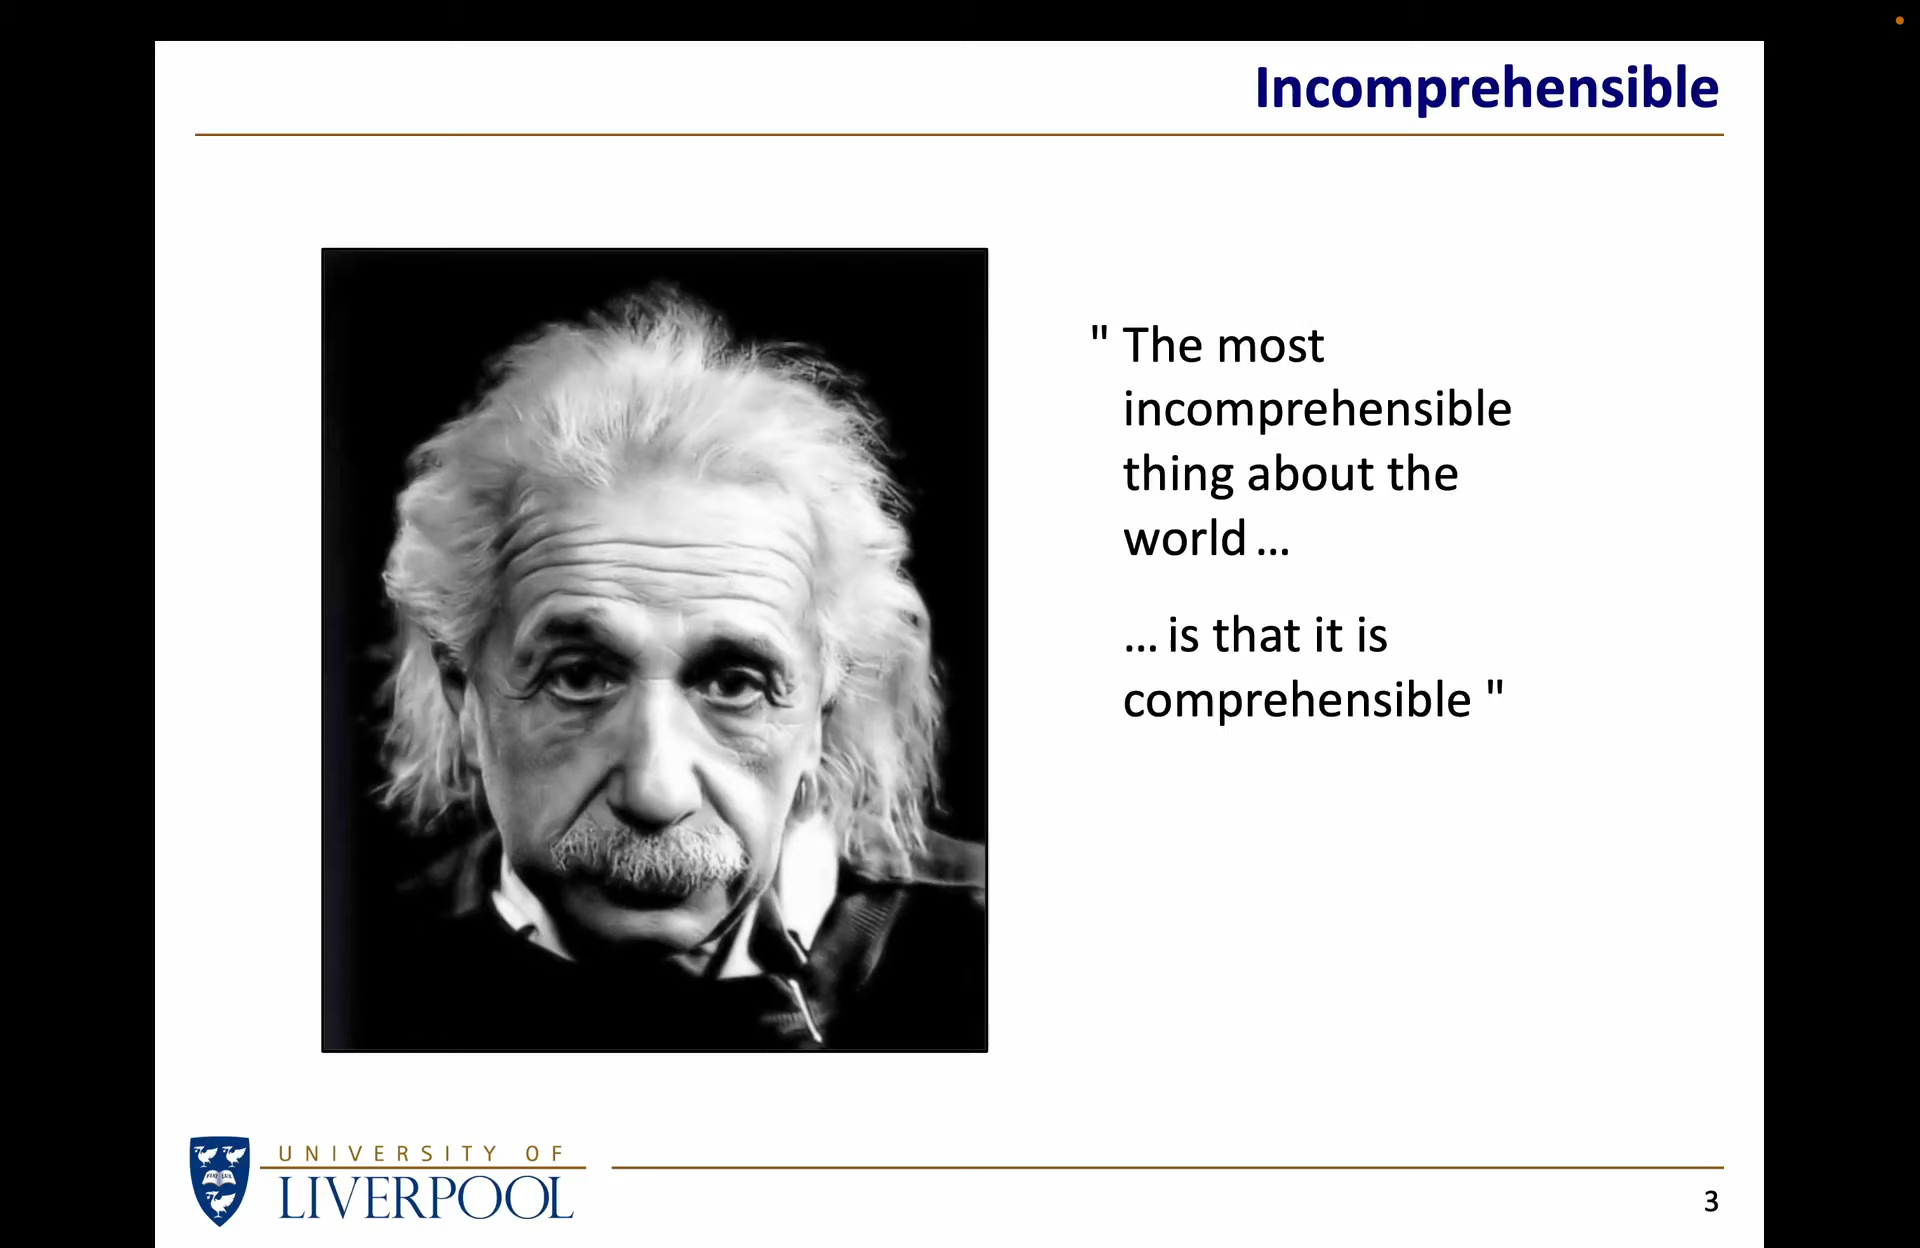 Incomprehensible
" The most
incomprehensible
thing about the
world ...
... is that it is
comprehensible "
UNIVERSITY OF
LIVERPOOL
3